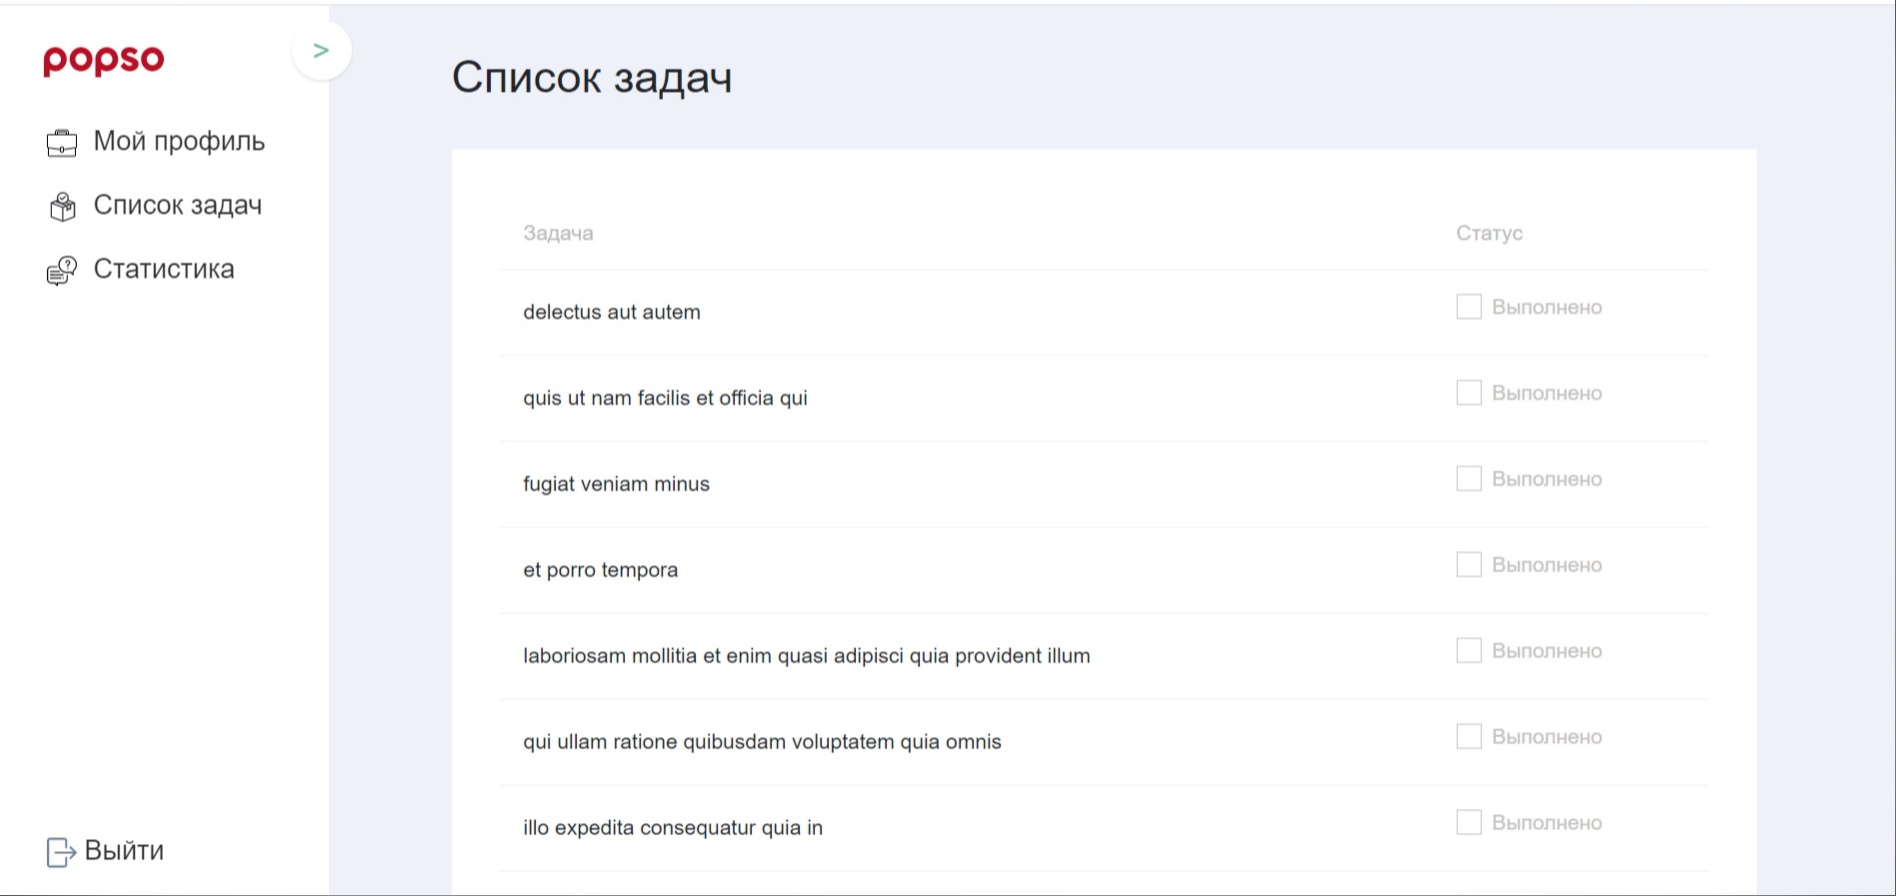 popso
>
Мой профиль
Список задач
Статистика
Выйти
Список задач
Задача Статус
delectus aut autem Выполнено
quis ut nam facilis et officia qui Выполнено
fugiat veniam minus Выполнено
et porro tempora Выполнено
laboriosam mollitia et enim quasi adipisci quia provident illum Выполнено
qui ullam ratione quibusdam voluptatem quia omnis Выполнено
illo expedita consequatur quia in Выполнено